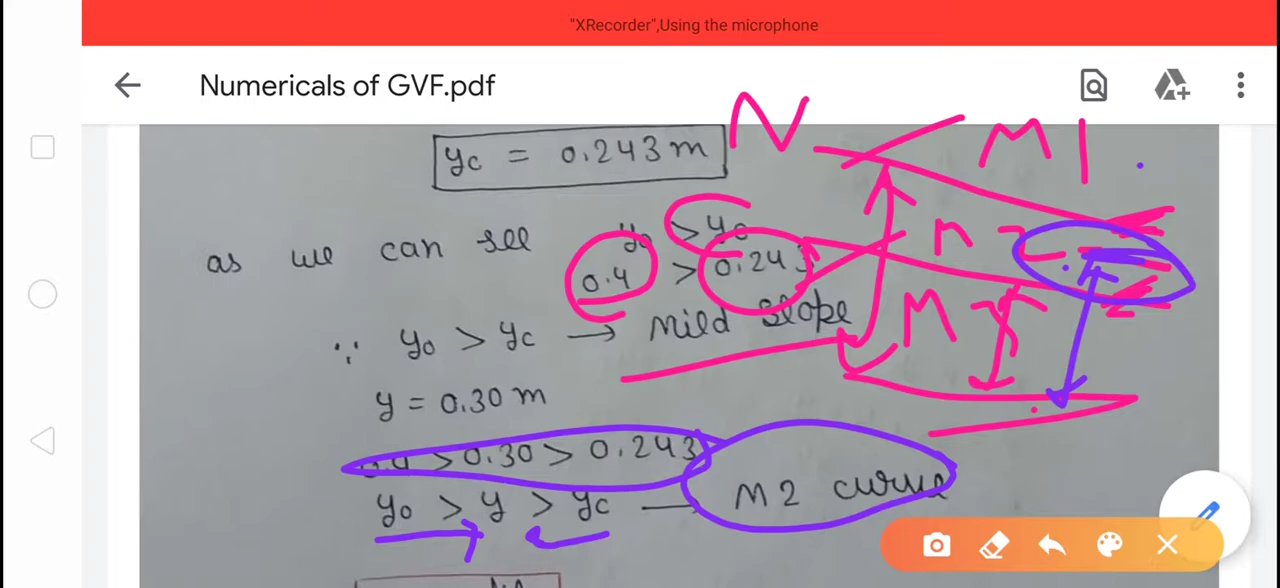 "XRecorder",Using the microphone
Numericals of GVF.pdf
yc = 0.243 m
N
M1
as we can see yo > yc
0.4 > 0.243
∵ yo > yc → mild slope
M
y = 0.30 m
0.4 > 0.30 > 0.243
yo > y > yc → M2 curve